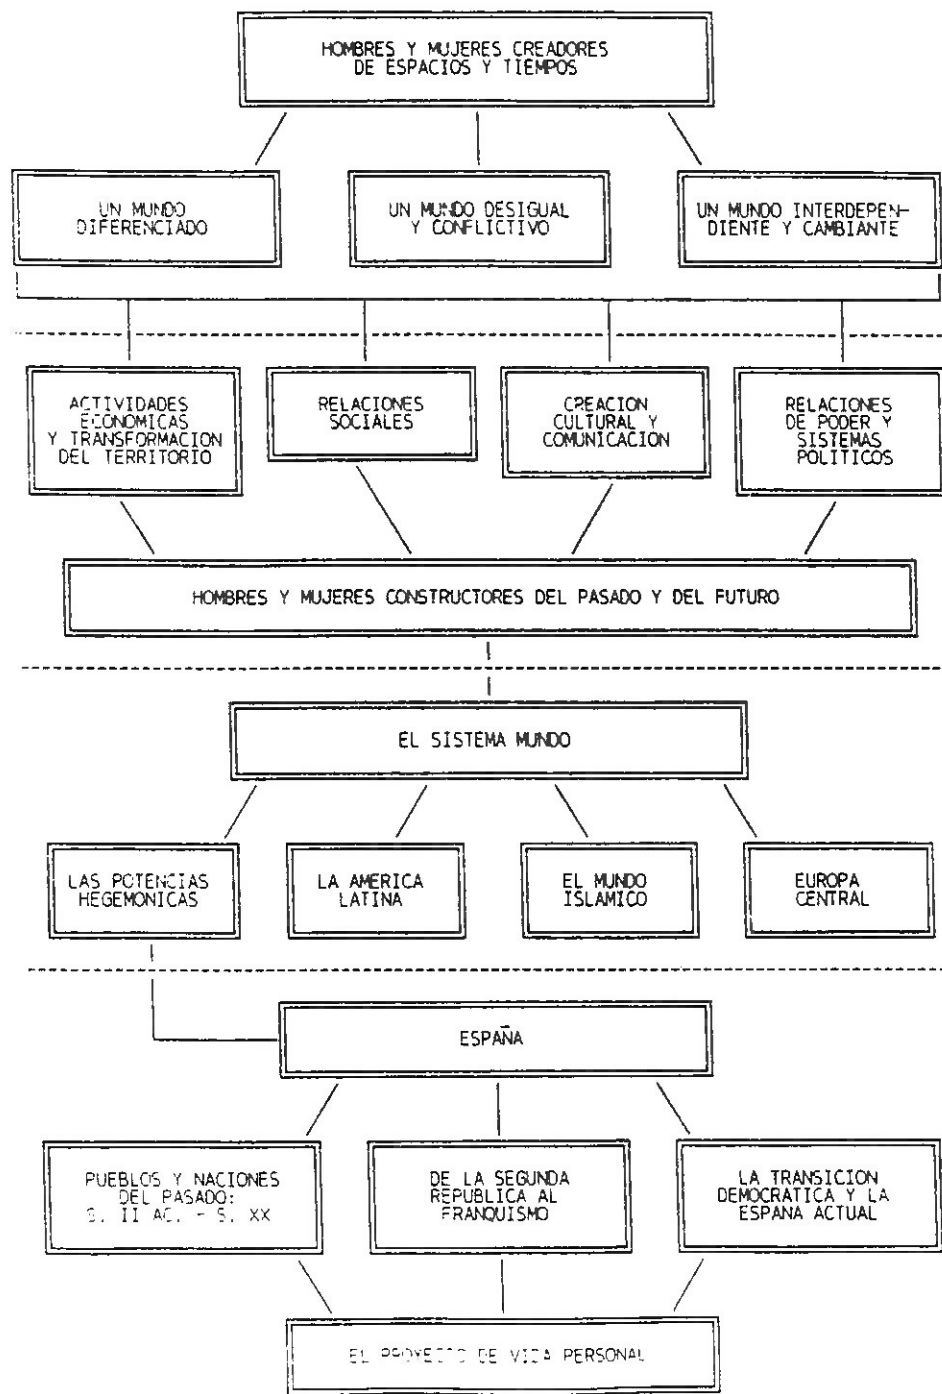 HOMBRES Y MUJERES CREADORES
DE ESPACIOS Y TIEMPOS
UN MUNDO
DIFERENCIADO
UN MUNDO DESIGUAL
Y CONFLICTIVO
UN MUNDO INTERDEPEN-
DIENTE Y CAMBIANTE
ACTIVIDADES
ECONOMICAS
Y TRANSFORMACION
DEL TERRITORIO
RELACIONES
SOCIALES
CREACION
CULTURAL Y
COMUNICACION
RELACIONES
DE PODER Y
SISTEMAS
POLITICOS
HOMBRES Y MUJERES CONSTRUCTORES DEL PASADO Y DEL FUTURO
EL SISTEMA MUNDO
LAS POTENCIAS
HEGEMONICAS
LA AMERICA
LATINA
EL MUNDO
ISLAMICO
EUROPA
CENTRAL
ESPAÑA
PUEBLOS Y NACIONES
DEL PASADO:
S. II AC. - S. XX
DE LA SEGUNDA
REPUBLICA AL
FRANQUISMO
LA TRANSICION
DEMOCRATICA Y LA
ESPAÑA ACTUAL
EL PROYECTO DE VIDA PERSONAL